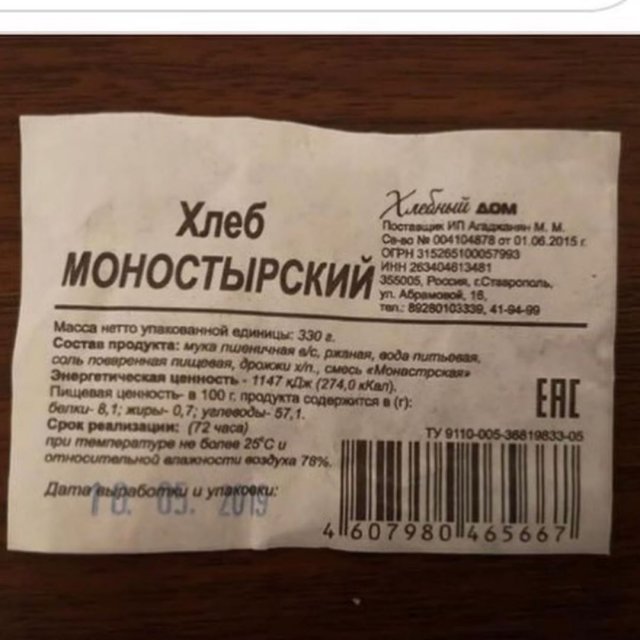 Хлеб
МОНОСТЫРСКИЙ
Хлебный ДОМ
Поставщик ИП Агаджанян М. М.
Св-во № 004104878 от 01.06.2015 г.
ОГРН 315265100057993
ИНН 263404613481
355005, Россия, г.Ставрополь,
ул. Абрамовой, 16,
тел.: 89280103339, 41-94-99
Масса нетто упакованной единицы: 330 г.
Состав продукта: мука пшеничная в/с, ржаная, вода питьевая,
соль поваренная пищевая, дрожжи х/п., смесь «Монастрская»
Энергетическая ценность - 1147 кДж (274,0 кКал).
Пищевая ценность- в 100 г. продукта содержится в (г):
белки- 8,1; жиры- 0,7; углеводы- 57,1.
Срок реализации: (72 часа)
при температуре не более 25°С и
относительной влажности воздуха 78%.
Дата выработки и упаковки:
18. 05. 2019
ЕАС
ТУ 9110-005-36819833-05
4 607980 465667